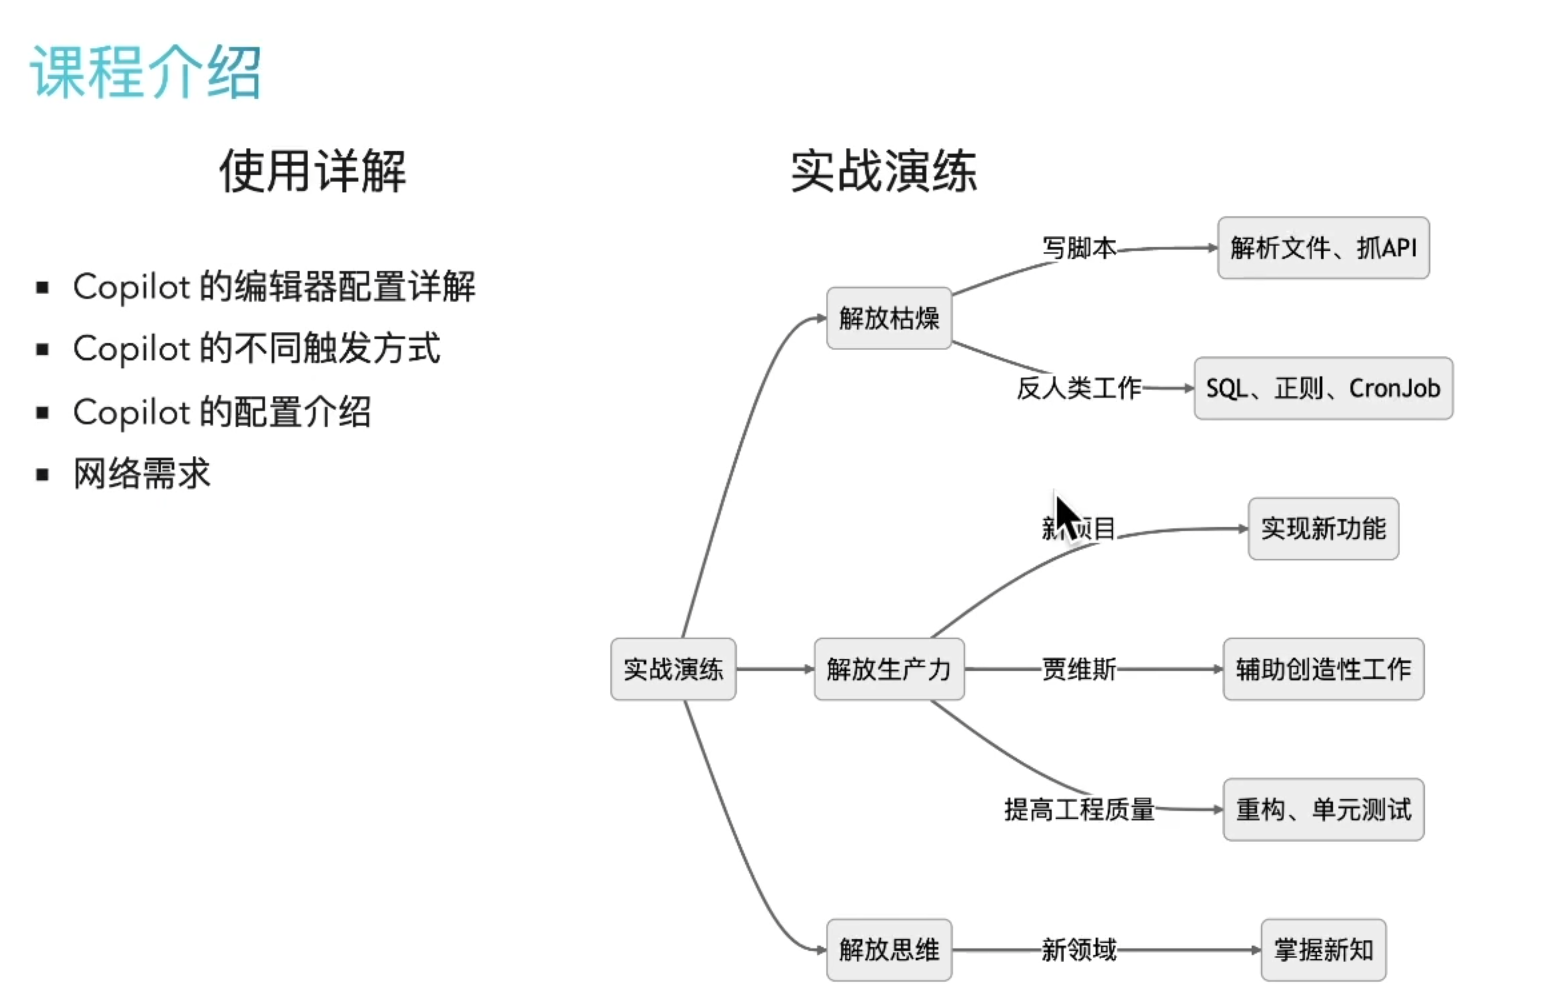 课程介绍
使用详解
Copilot 的编辑器配置详解
Copilot 的不同触发方式
Copilot 的配置介绍
网络需求
实战演练
实战演练
解放枯燥
写脚本
解析文件、抓API
反人类工作
SQL、正则、CronJob
解放生产力
新项目
实现新功能
贾维斯
辅助创造性工作
提高工程质量
重构、单元测试
解放思维
新领域
掌握新知